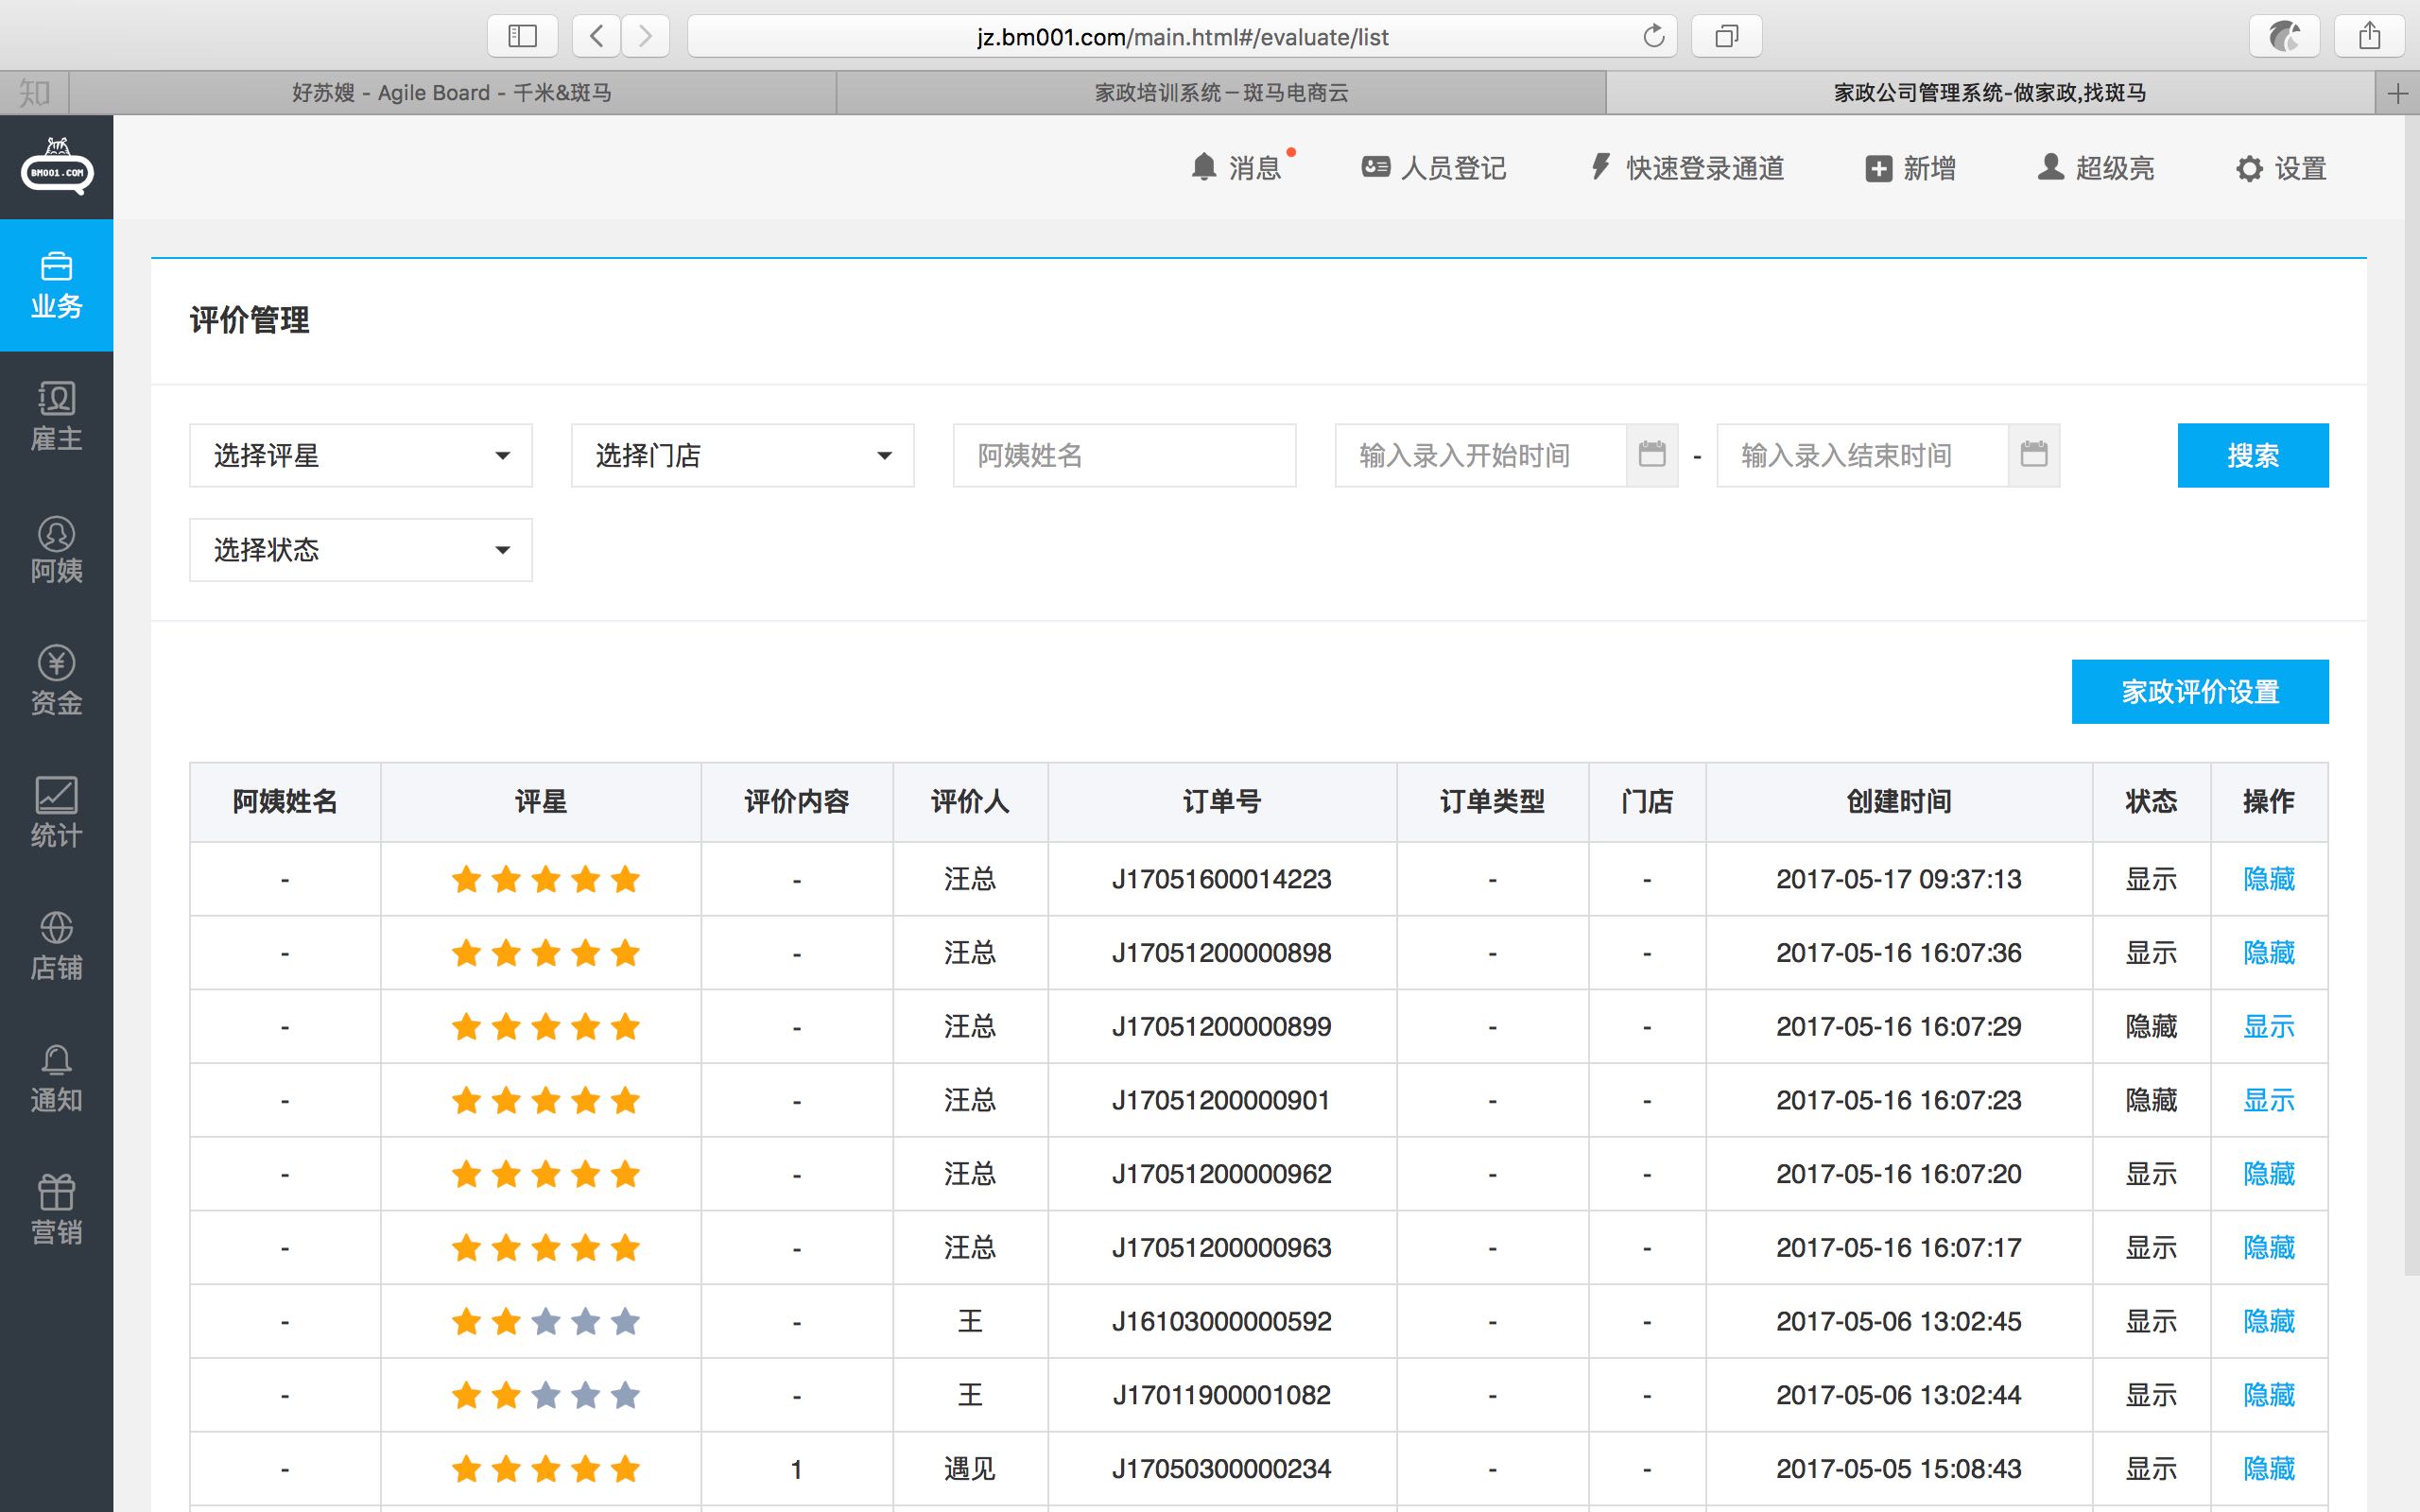 jz.bm001.com/main.html#/evaluate/list
知 好苏嫂 - Agile Board - 千米&斑马 家政培训系统－斑马电商云 家政公司管理系统-做家政,找斑马
BM001.COM
消息 人员登记 快速登录通道 新增 超级亮 设置
业务
雇主
阿姨
资金
统计
店铺
通知
营销
评价管理
选择评星 选择门店 阿姨姓名 输入录入开始时间 - 输入录入结束时间 搜索
选择状态
家政评价设置
阿姨姓名 评星 评价内容 评价人 订单号 订单类型 门店 创建时间 状态 操作
- - 汪总 J17051600014223 - - 2017-05-17 09:37:13 显示 隐藏
- - 汪总 J17051200000898 - - 2017-05-16 16:07:36 显示 隐藏
- - 汪总 J17051200000899 - - 2017-05-16 16:07:29 隐藏 显示
- - 汪总 J17051200000901 - - 2017-05-16 16:07:23 隐藏 显示
- - 汪总 J17051200000962 - - 2017-05-16 16:07:20 显示 隐藏
- - 汪总 J17051200000963 - - 2017-05-16 16:07:17 显示 隐藏
- - 王 J16103000000592 - - 2017-05-06 13:02:45 显示 隐藏
- - 王 J17011900001082 - - 2017-05-06 13:02:44 显示 隐藏
- 1 遇见 J17050300000234 - - 2017-05-05 15:08:43 显示 隐藏